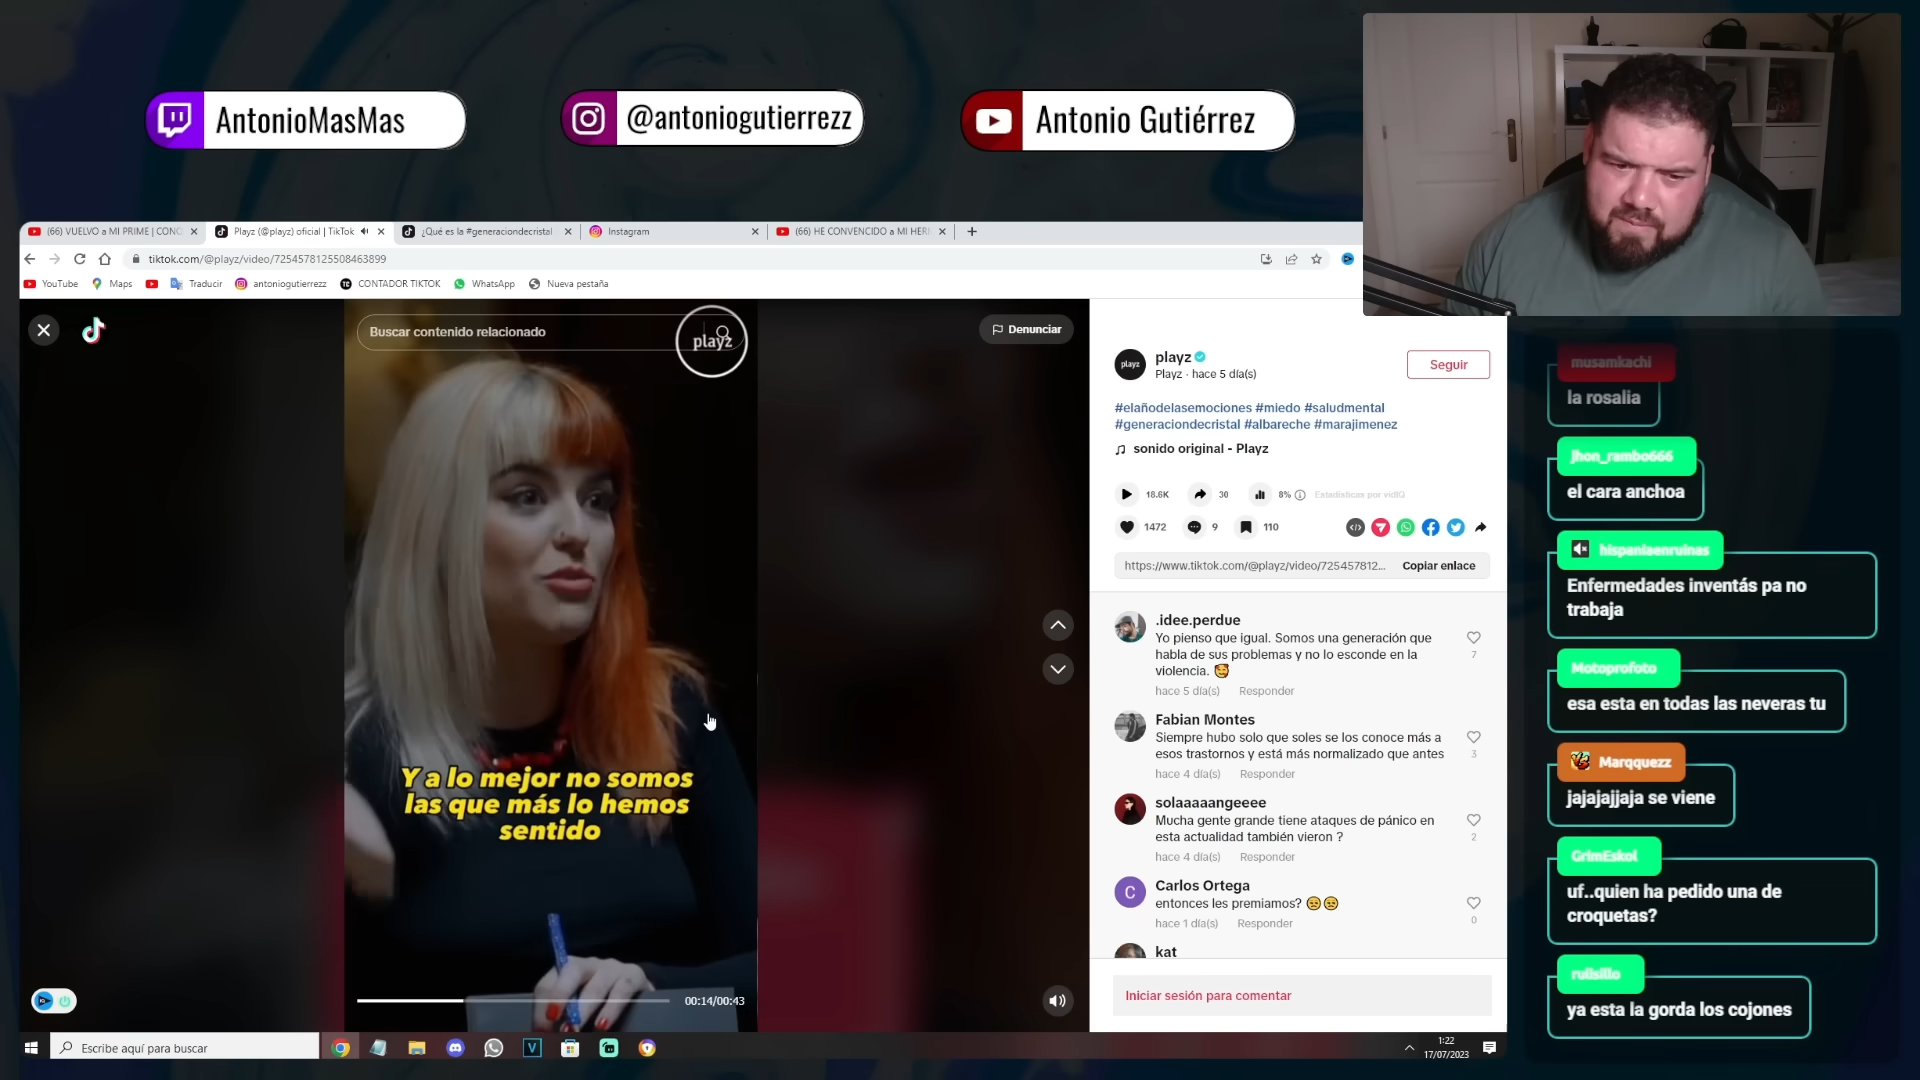 AntonioMasMas
@antoniogutierrezz
Antonio Gutiérrez
(66) VUELVO a MI PRIME | CONC
Playz (@playz) oficial | TikTok
¿Qué es la #generaciondecristal
Instagram
(66) HE CONVENCIDO a MI HER
tiktok.com/@playz/video/7254578125508463899
YouTube
Maps
Traducir
antoniogutierrezz
CONTADOR TIKTOK
WhatsApp
Nueva pestaña
Buscar contenido relacionado
playz
Denunciar
Y a lo mejor no somos
las que más lo hemos
sentido
00:14/00:43
playz
playz
Playz · hace 5 día(s)
Seguir
#elañodelasemociones #miedo #saludmental
#generaciondecristal #albareche #marajimenez
sonido original - Playz
18.6K
30
8%
Estadísticas por vidIQ
1472
9
110
https://www.tiktok.com/@playz/video/725457812...
Copiar enlace
.idee.perdue
Yo pienso que igual. Somos una generación que
habla de sus problemas y no lo esconde en la
violencia.
7
hace 5 día(s)
Responder
Fabian Montes
Siempre hubo solo que soles se los conoce más a
esos trastornos y está más normalizado que antes
3
hace 4 día(s)
Responder
solaaaaangeeee
Mucha gente grande tiene ataques de pánico en
esta actualidad también vieron ?
2
hace 4 día(s)
Responder
C
Carlos Ortega
entonces les premiamos?
0
hace 1 día(s)
Responder
kat
Iniciar sesión para comentar
musamkachi
la rosalia
Jhon_rambo666
el cara anchoa
hispaniaenruinas
Enfermedades inventás pa no
trabaja
Motoprofoto
esa esta en todas las neveras tu
Marqquezz
jajajajjaja se viene
GrimEskol
uf..quien ha pedido una de
croquetas?
rulisillo
ya esta la gorda los cojones
Escribe aquí para buscar
1:22
17/07/2023